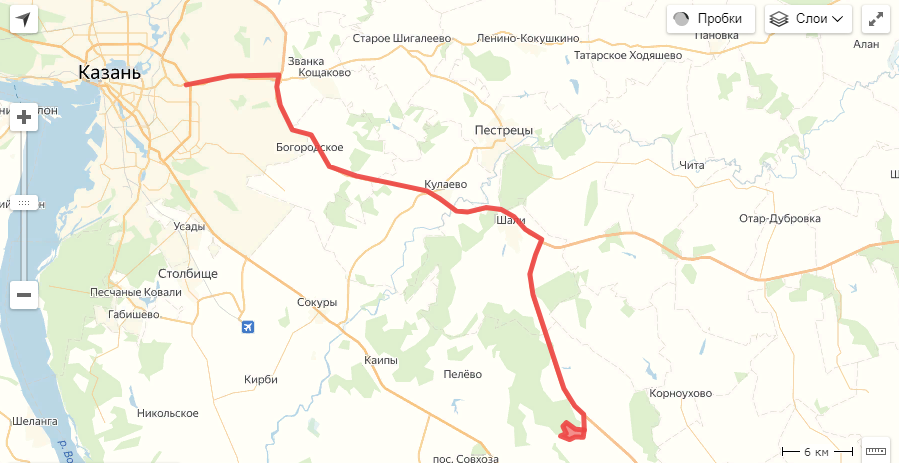 Пробки
Слои
Пановка
Алан
Старое Шигалеево
Ленино-Кокушкино
Татарское Ходяшево
Званка
Кощаково
Казань
Пестрецы
Богородское
Чита
Кулаево
Шали
Отар-Дубровка
Усады
Столбище
Песчаные Ковали
Габишево
Сокуры
Каипы
Пелёво
Кирби
Корноухово
Никольское
Шеланга
пос. Совхоза
6 км